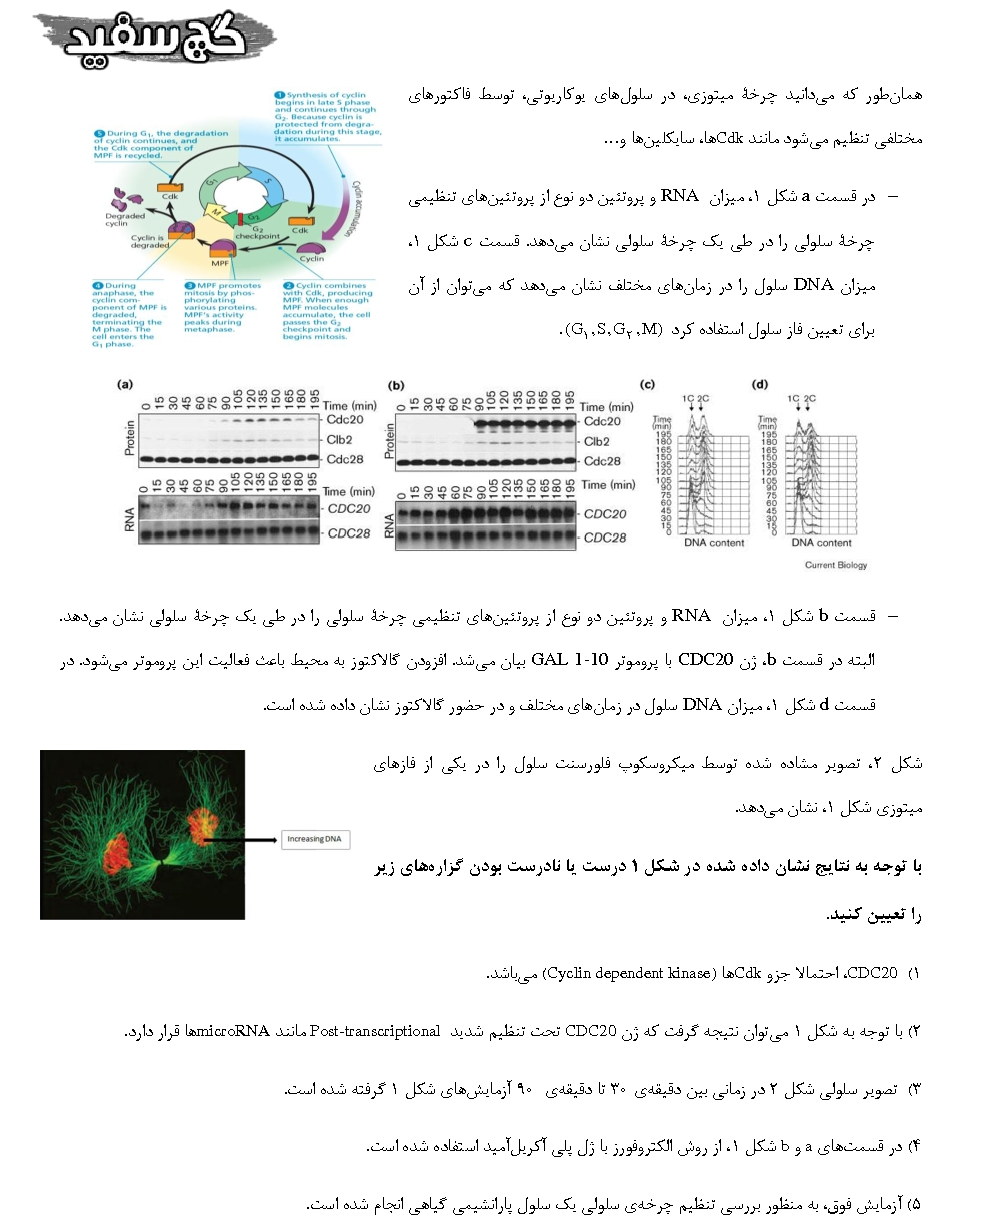 گچ سفید
همان‌طور که می‌دانید چرخهٔ میتوزی، در سلول‌های یوکاریوتی، توسط فاکتورهای
مختلفی تنظیم می‌شود مانند Cdkها، سایکلین‌ها و...
– در قسمت a شکل ۱، میزان RNA و پروتئین دو نوع از پروتئین‌های تنظیمی
چرخهٔ سلولی را در طی یک چرخهٔ سلولی نشان می‌دهد. قسمت c شکل ۱،
میزان DNA سلول را در زمان‌های مختلف نشان می‌دهد که می‌توان از آن
برای تعیین فاز سلول استفاده کرد (G۱,S,G۲,M).
1 Synthesis of cyclin
begins in late S phase
and continues through
G2. Because cyclin is
protected from degra-
dation during this stage,
it accumulates.
5 During G1, the degradation
of cyclin continues, and
the Cdk component of
MPF is recycled.
Cyclin accumulation
G1
S
M
G2
Cdk
Degraded
cyclin
Cyclin is
degraded
G2
checkpoint
Cdk
Cyclin
MPF
4 During
anaphase, the
cyclin com-
ponent of MPF is
degraded,
terminating the
M phase. The
cell enters the
G1 phase.
3 MPF promotes
mitosis by phos-
phorylating
various proteins.
MPF's activity
peaks during
metaphase.
2 Cyclin combines
with Cdk, producing
MPF. When enough
MPF molecules
accumulate, the cell
passes the G2
checkpoint and
begins mitosis.
(a)
0 15 30 45 60 75 90 105 120 135 150 165 180 195 Time (min)
Protein
Cdc20
Clb2
Cdc28
0 15 30 45 60 75 90 105 120 135 150 165 180 195 Time (min)
RNA
CDC20
CDC28
(b)
0 15 30 45 60 75 90 105 120 135 150 165 180 195 Time (min)
Protein
Cdc20
Clb2
Cdc28
0 15 30 45 60 75 90 105 120 135 150 165 180 195 Time (min)
RNA
CDC20
CDC28
(c)
1C 2C
Time
(min)
195
180
165
150
135
120
105
90
75
60
45
30
15
0
DNA content
(d)
1C 2C
Time
(min)
195
180
165
150
135
120
105
90
75
60
45
30
15
0
DNA content
Current Biology
– قسمت b شکل ۱، میزان RNA و پروتئین دو نوع از پروتئین‌های تنظیمی چرخهٔ سلولی را در طی یک چرخهٔ سلولی نشان می‌دهد.
البته در قسمت b، ژن CDC20 با پروموتر GAL 1-10 بیان می‌شد. افزودن گالاکتوز به محیط باعث فعالیت این پروموتر می‌شود. در
قسمت d شکل ۱، میزان DNA سلول در زمان‌های مختلف و در حضور گالاکتوز نشان داده شده است.
شکل ۲، تصویر مشاده شده توسط میکروسکوپ فلورسنت سلول را در یکی از فازهای
میتوزی شکل ۱، نشان می‌دهد.
Increasing DNA
با توجه به نتایج نشان داده شده در شکل ۱ درست یا نادرست بودن گزاره‌های زیر
را تعیین کنید.
۱) CDC20، احتمالا جزو Cdkها (Cyclin dependent kinase) می‌باشد.
۲) با توجه به شکل ۱ می‌توان نتیجه گرفت که ژن CDC20 تحت تنظیم شدید Post-transcriptional مانند microRNAها قرار دارد.
۳) تصویر سلولی شکل ۲ در زمانی بین دقیقه‌ی ۳۰ تا دقیقه‌ی ۹۰ آزمایش‌های شکل ۱ گرفته شده است.
۴) در قسمت‌های a و b شکل ۱، از روش الکتروفورز با ژل پلی آکریل‌آمید استفاده شده است.
۵) آزمایش فوق، به منظور بررسی تنظیم چرخه‌ی سلولی یک سلول پارانشیمی گیاهی انجام شده است.